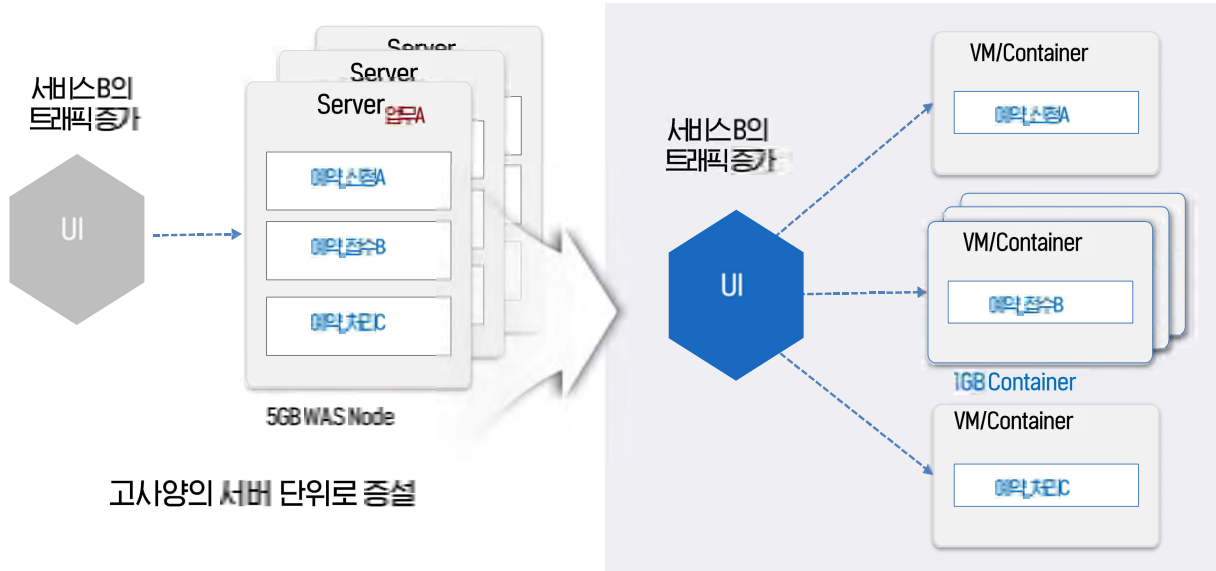 서비스B의
트래픽 증가
UI
Server
Server
Server
업무A
예약_신청A
예약_접수B
예약_처리C
5GB WAS Node
고사양의 서버 단위로 증설
서비스B의
트래픽 증가
UI
VM/Container
예약_신청A
VM/Container
예약_접수B
1GB Container
VM/Container
예약_처리C